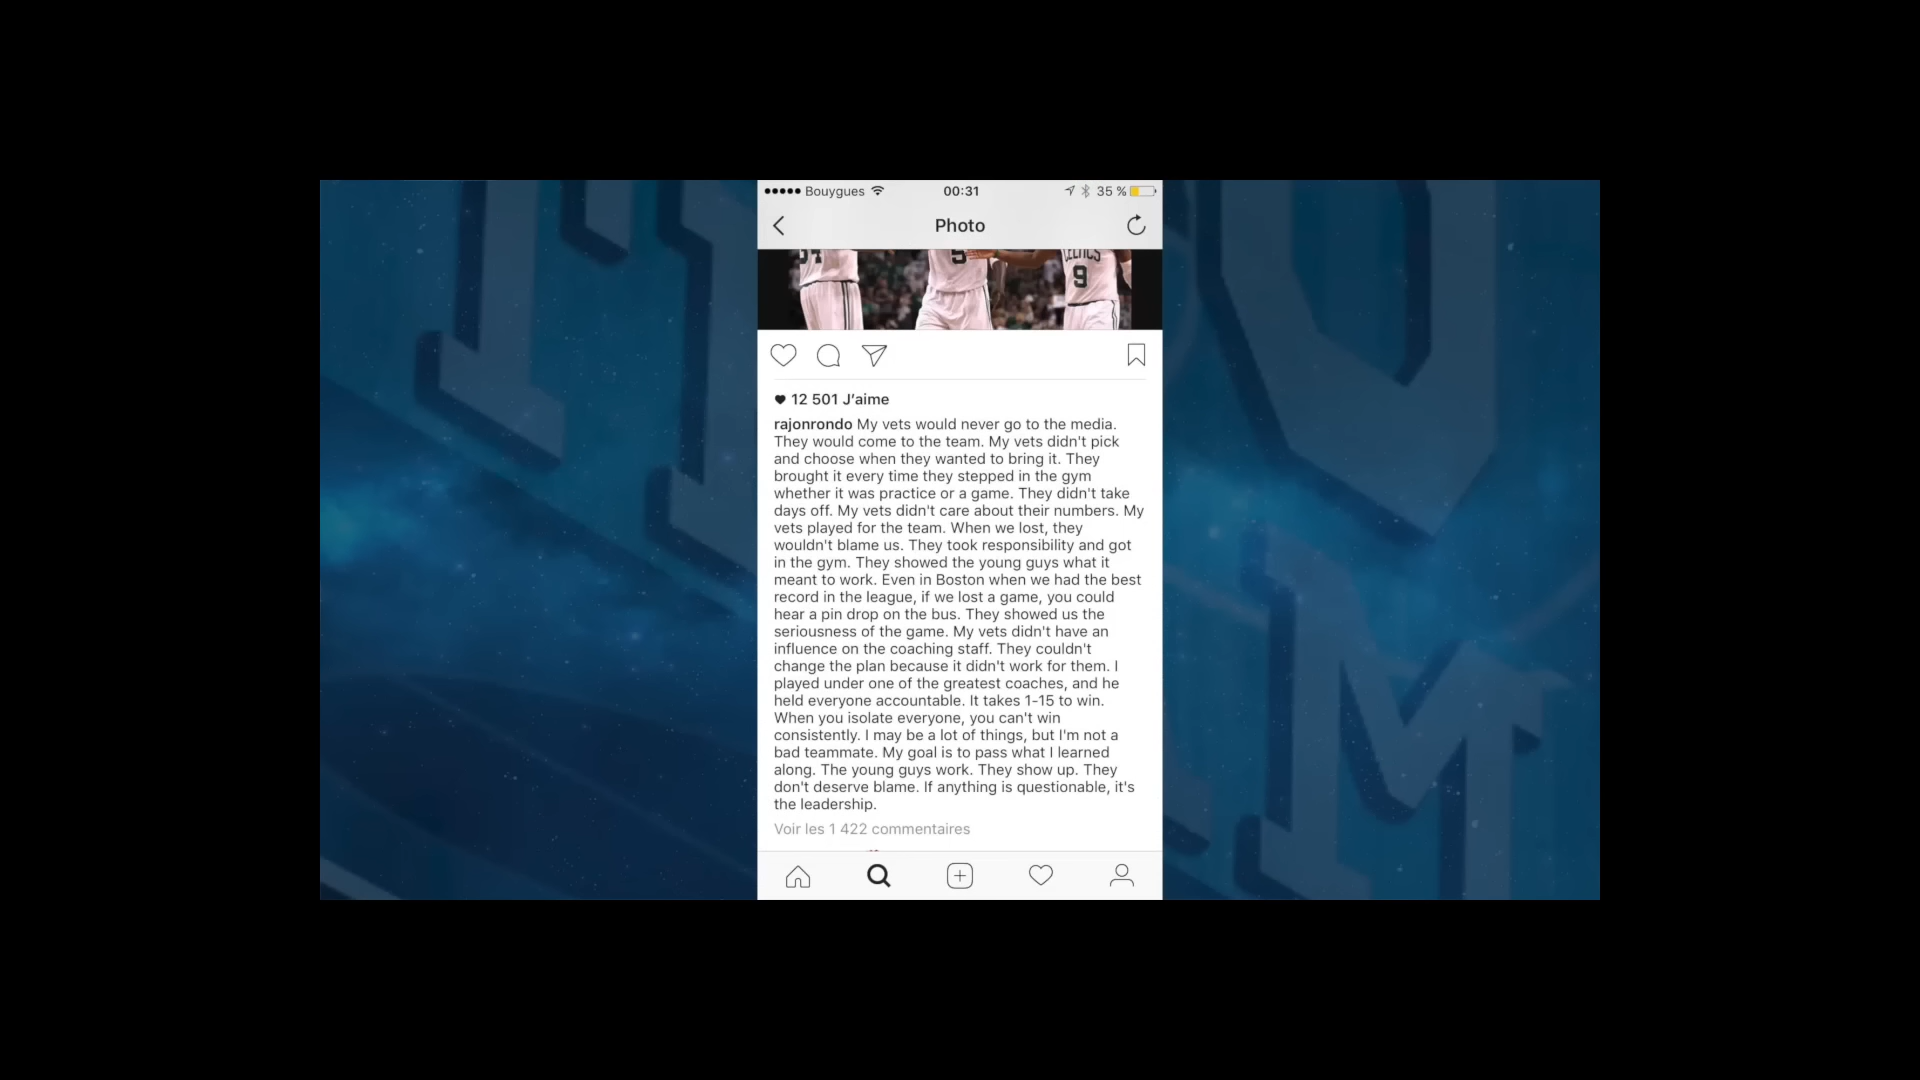 ●●●●● Bouygues 00:31 35 %
Photo
34 5 CELTICS
9
12 501 J'aime
rajonrondo My vets would never go to the media.
They would come to the team. My vets didn't pick
and choose when they wanted to bring it. They
brought it every time they stepped in the gym
whether it was practice or a game. They didn't take
days off. My vets didn't care about their numbers. My
vets played for the team. When we lost, they
wouldn't blame us. They took responsibility and got
in the gym. They showed the young guys what it
meant to work. Even in Boston when we had the best
record in the league, if we lost a game, you could
hear a pin drop on the bus. They showed us the
seriousness of the game. My vets didn't have an
influence on the coaching staff. They couldn't
change the plan because it didn't work for them. I
played under one of the greatest coaches, and he
held everyone accountable. It takes 1-15 to win.
When you isolate everyone, you can't win
consistently. I may be a lot of things, but I'm not a
bad teammate. My goal is to pass what I learned
along. The young guys work. They show up. They
don't deserve blame. If anything is questionable, it's
the leadership.
Voir les 1 422 commentaires